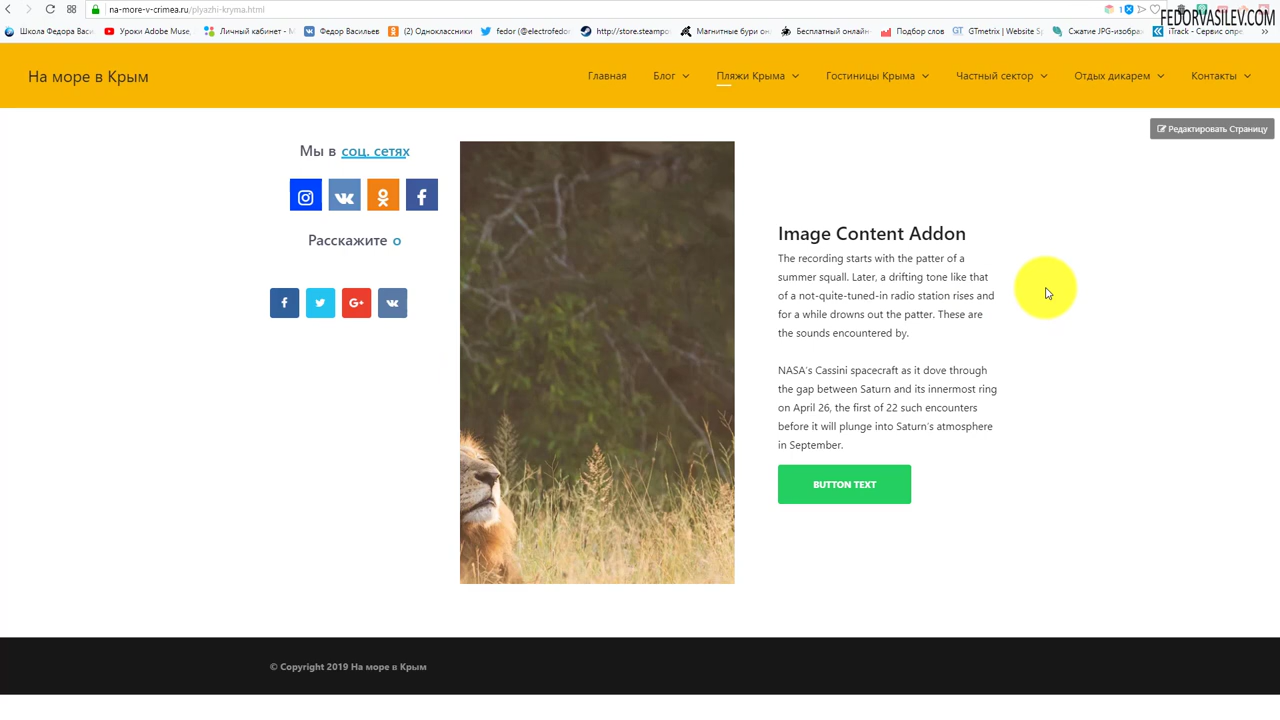 na-more-v-crimea.ru/plyazhi-kryma.html
1
FEDORVASILEV.COM
Школа Федора Васи
Уроки Adobe Muse,
Личный кабинет - М
Федор Васильев
(2) Одноклассники
fedor (@electrofedor
http://store.steampo
Магнитные бури он
Бесплатный онлайн
Подбор слов
GT GTmetrix | Website S
Сжатие JPG-изобра
iTrack - Сервис опре
На море в Крым
Главная
Блог
Пляжи Крыма
Гостиницы Крыма
Частный сектор
Отдых дикарем
Контакты
Редактировать Страницу
Мы в соц. сетях
Расскажите о
Image Content Addon
The recording starts with the patter of a
summer squall. Later, a drifting tone like that
of a not-quite-tuned-in radio station rises and
for a while drowns out the patter. These are
the sounds encountered by.
NASA's Cassini spacecraft as it dove through
the gap between Saturn and its innermost ring
on April 26, the first of 22 such encounters
before it will plunge into Saturn's atmosphere
in September.
BUTTON TEXT
© Copyright 2019 На море в Крым